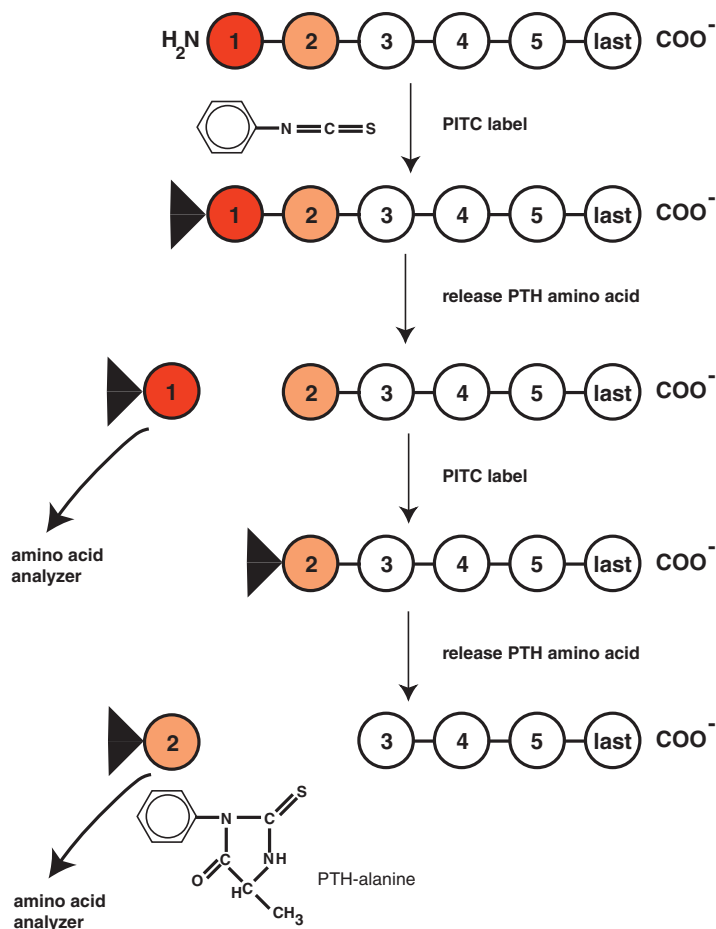 H2N 1 2 3 4 5 last COO-
N C S
PITC label
1 2 3 4 5 last COO-
release PTH amino acid
1 2 3 4 5 last COO-
PITC label
amino acid
analyzer
2 3 4 5 last COO-
release PTH amino acid
2 3 4 5 last COO-
S
N C
NH
C
O
HC
CH3
PTH-alanine
amino acid
analyzer